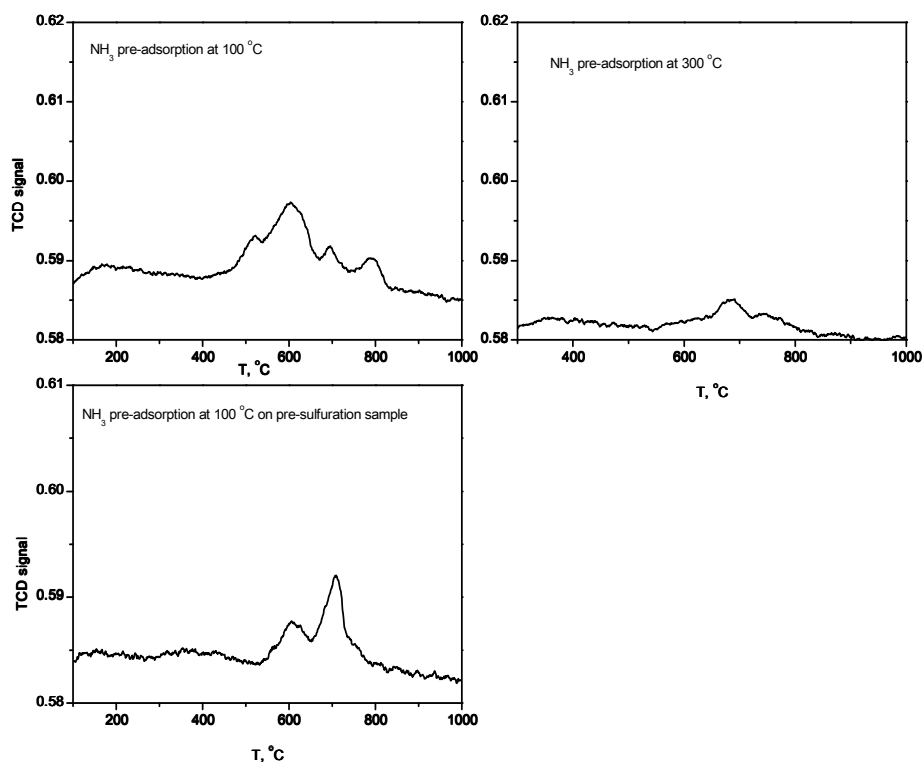 0.62
NH3 pre-adsorption at 100 °C
0.61
0.60
TCD signal
0.59
0.58
200 400 600 800 1000
T, °C
0.62
NH3 pre-adsorption at 300 °C
0.61
0.60
0.59
0.58
400 600 800 1000
T, °C
0.61
NH3 pre-adsorption at 100 °C on pre-sulfuration sample
0.60
TCD signal
0.59
0.58
200 400 600 800 1000
T, °C